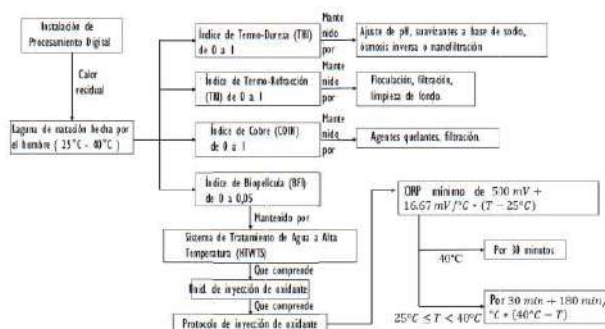 Instalación de
Procesamiento Digital
Calor
residual
Laguna de natación hecha por
el hombre ( 25°C - 40°C )
Índice de Termo-Dureza (THI)
de 0 a 1
Mante
nido
por
Ajuste de pH, suavizantes a base de sodio,
ósmosis inversa o nanofiltración
Índice de Termo-Refracción
(TRI) de 0 a 1
Mante
nido
por
Floculación, filtración,
limpieza de fondo.
Índice de Cobre (COIN)
de 0 a 1
Mante
nido
por
Agentes quelantes, filtración.
Índice de Biopelícula (BFI)
de 0 a 0,05
Mantenido por
Sistema de Tratamiento de Agua a Alta
Temperatura (HTWTS)
Que comprende
Unid. de inyección de oxidante
Que comprende
Protocolo de inyección de oxidante
ORP mínimo de 500 mV +
16.67 mV/°C * (T − 25°C)
40°C
Por 30 minutos
25°C ≤ T < 40°C
Por 30 min + 180 min/
°C * (40°C − T)